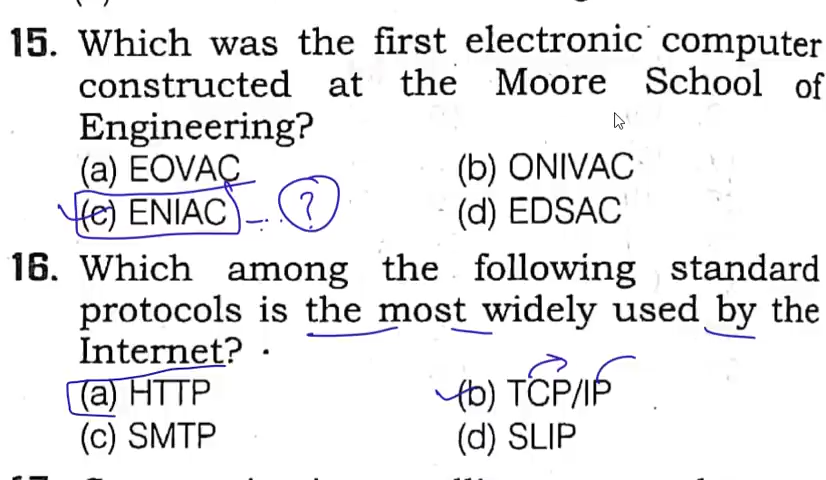 15. Which was the first electronic computer
constructed at the Moore School of
Engineering?
(a) EOVAC (b) ONIVAC
(c) ENIAC - ?
(d) EDSAC
16. Which among the following standard
protocols is the most widely used by the
Internet?
(a) HTTP (b) TCP/IP
(c) SMTP (d) SLIP
17.